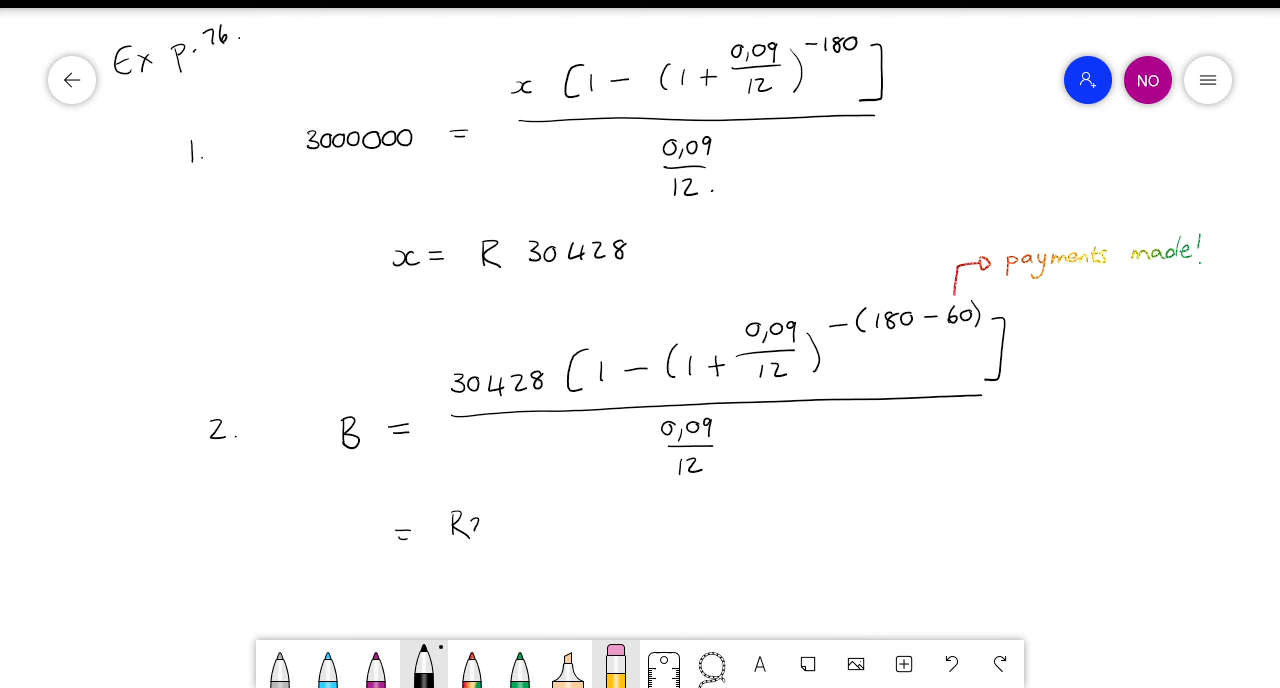 Ex p.76.
NO
1. 3000000 = x [1 - (1 + 0,09/12)^-180] / 0,09/12.
x = R 30428
payments made!
2. B = 30428 [1 - (1 + 0,09/12)^-(180 - 60)] / 0,09/12
= R2
A